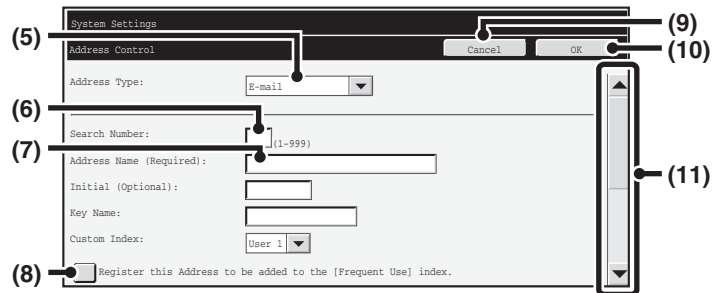 System Settings
(9)
(5)
Address Control
Cancel
OK
(10)
Address Type:
E-mail
(6)
Search Number:
(1-999)
(7)
Address Name (Required):
(11)
Initial (Optional):
Key Name:
Custom Index:
User 1
(8)
Register this Address to be added to the [Frequent Use] index.